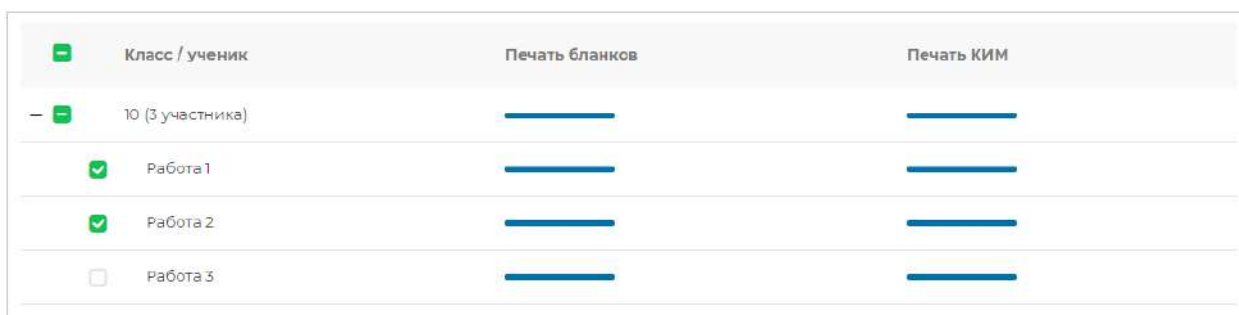 Класс / ученик Печать бланков Печать КИМ
10 (3 участника)
Работа 1
Работа 2
Работа 3